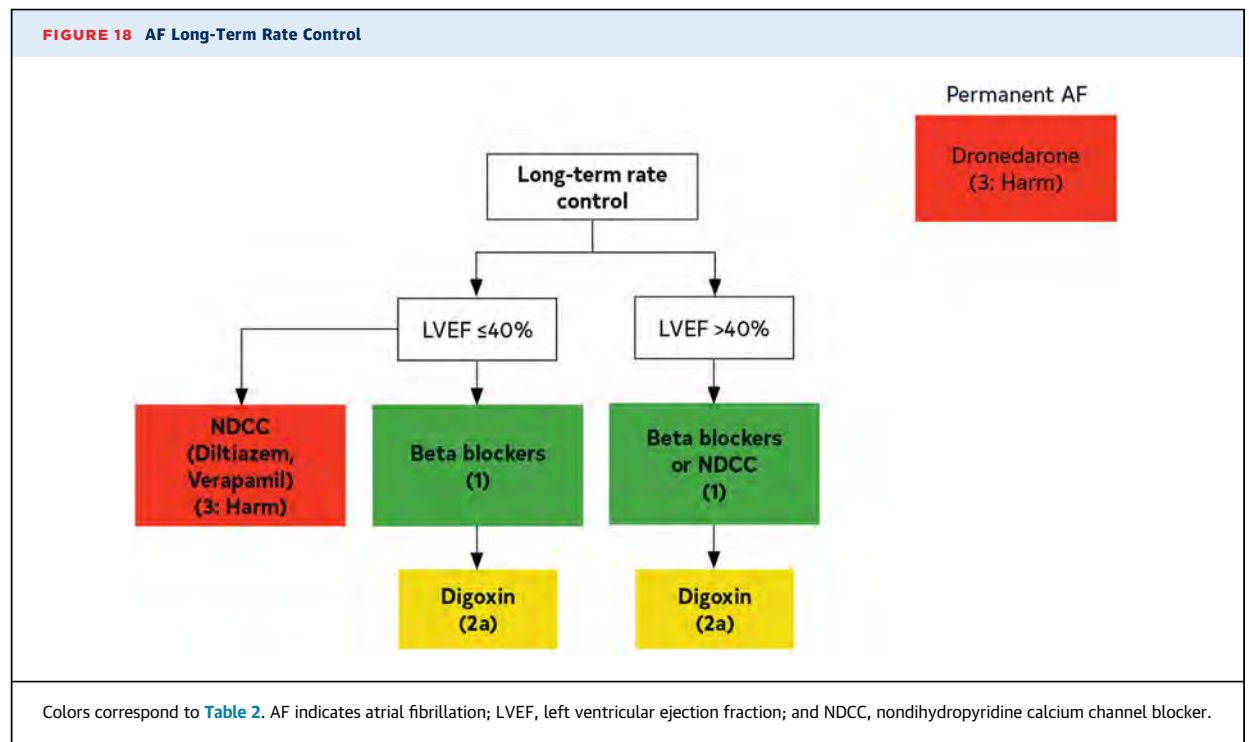 FIGURE 18 AF Long-Term Rate Control
Permanent AF
Dronedarone
(3: Harm)
Long-term rate
control
LVEF ≤40%
LVEF >40%
NDCC
(Diltiazem,
Verapamil)
(3: Harm)
Beta blockers
(1)
Beta blockers
or NDCC
(1)
Digoxin
(2a)
Digoxin
(2a)
Colors correspond to Table 2. AF indicates atrial fibrillation; LVEF, left ventricular ejection fraction; and NDCC, nondihydropyridine calcium channel blocker.